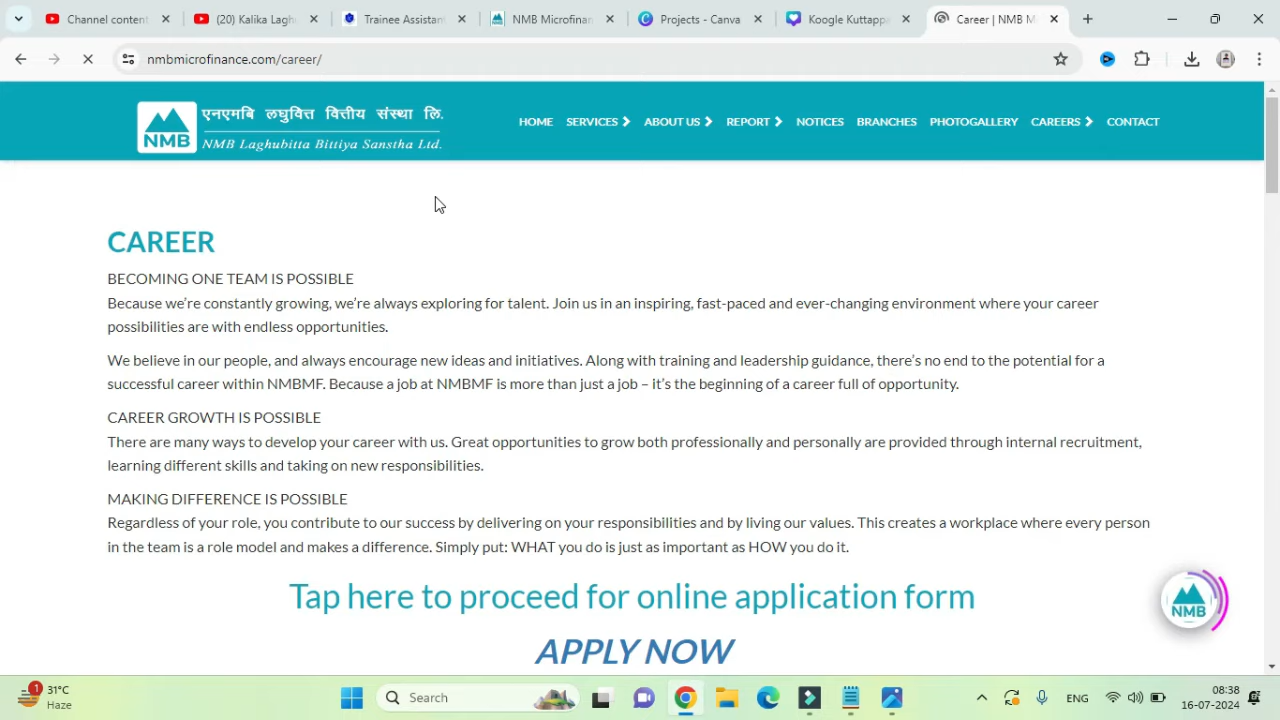 Channel content
(20) Kalika Lagh
Trainee Assistan
NMB Microfinan
Projects - Canva
Koogle Kuttappa
Career | NMB M
nmbmicrofinance.com/career/
NMB
एनएमबि लघुवित्त वित्तीय संस्था लि.
NMB Laghubitta Bittiya Sanstha Ltd.
HOME SERVICES ABOUT US REPORT NOTICES BRANCHES PHOTOGALLERY CAREERS CONTACT
CAREER
BECOMING ONE TEAM IS POSSIBLE
Because we're constantly growing, we're always exploring for talent. Join us in an inspiring, fast-paced and ever-changing environment where your career
possibilities are with endless opportunities.
We believe in our people, and always encourage new ideas and initiatives. Along with training and leadership guidance, there's no end to the potential for a
successful career within NMBMF. Because a job at NMBMF is more than just a job – it's the beginning of a career full of opportunity.
CAREER GROWTH IS POSSIBLE
There are many ways to develop your career with us. Great opportunities to grow both professionally and personally are provided through internal recruitment,
learning different skills and taking on new responsibilities.
MAKING DIFFERENCE IS POSSIBLE
Regardless of your role, you contribute to our success by delivering on your responsibilities and by living our values. This creates a workplace where every person
in the team is a role model and makes a difference. Simply put: WHAT you do is just as important as HOW you do it.
Tap here to proceed for online application form
APPLY NOW
NMB
1
31°C
Haze
Search
ENG
08:38
16-07-2024